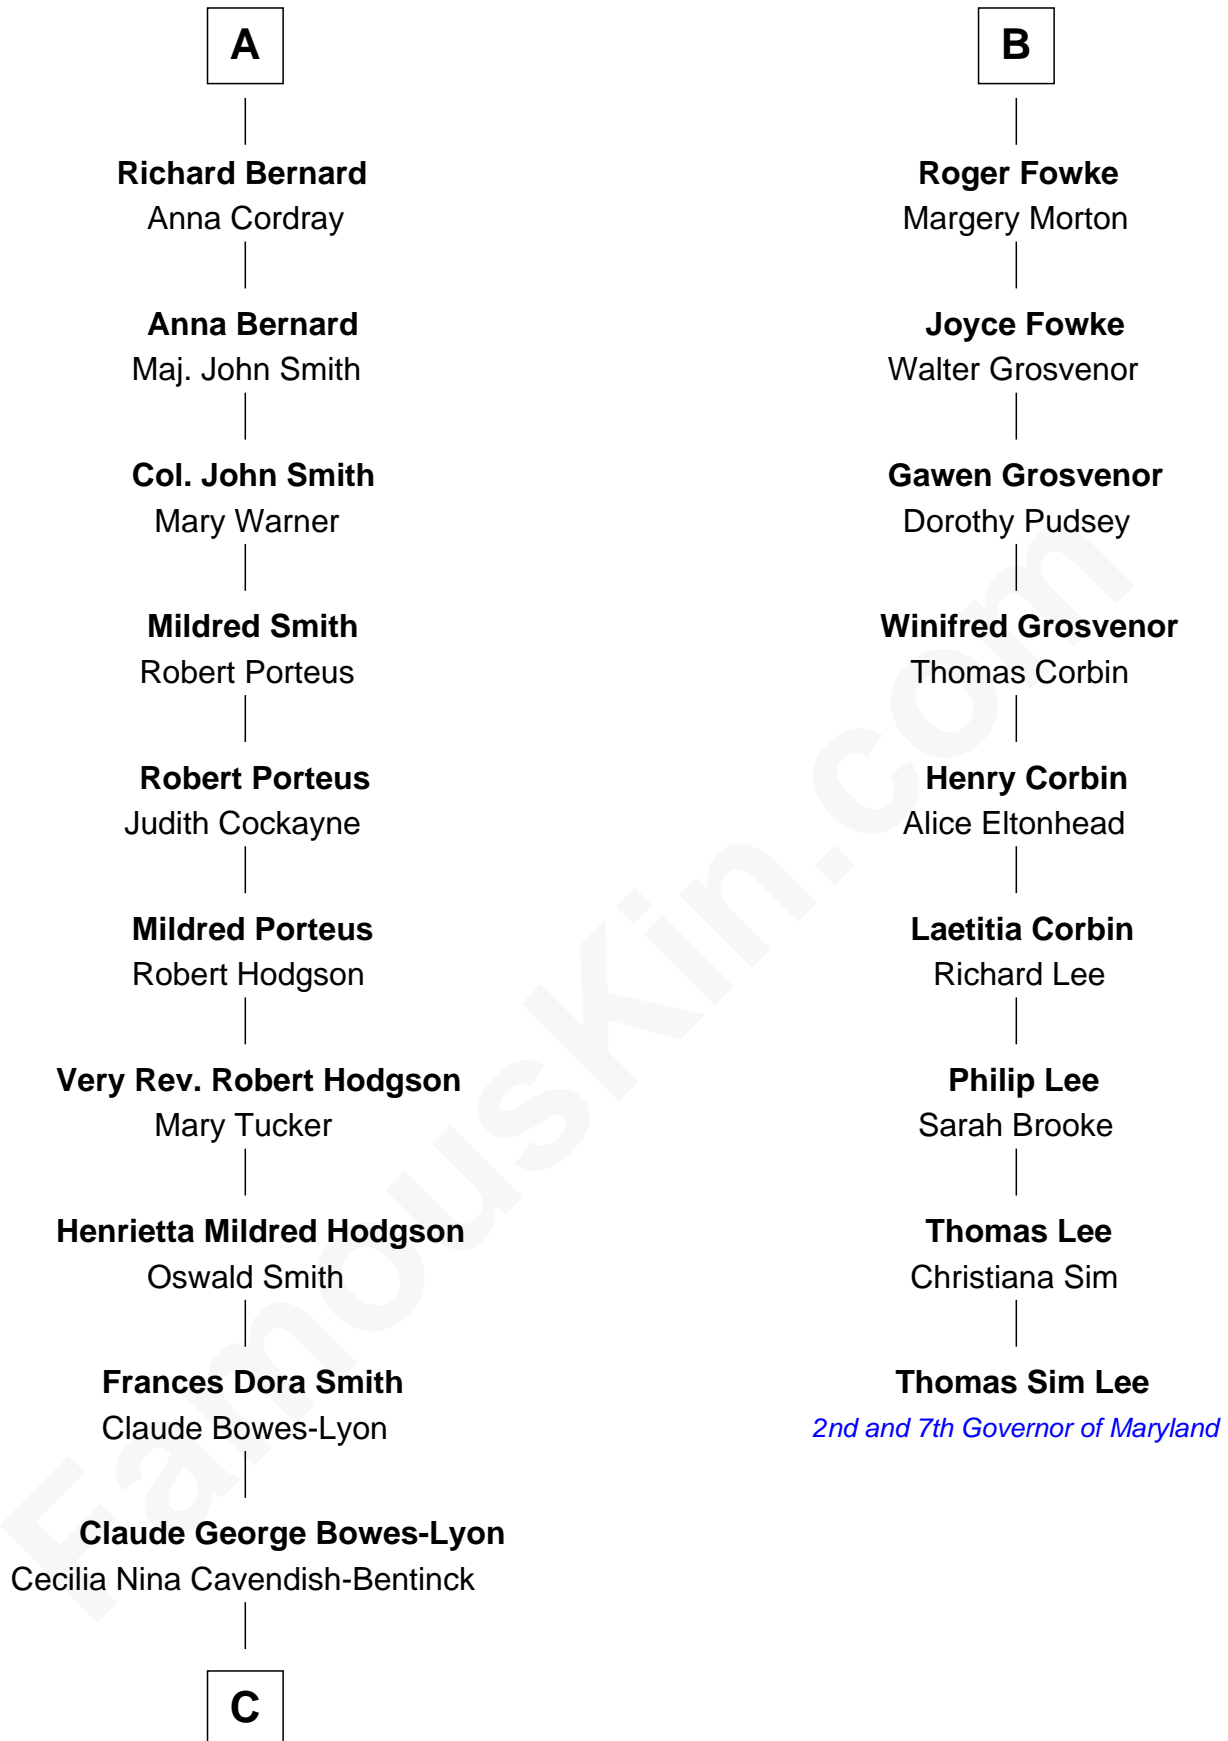 A
Richard Bernard
Anna Cordray
Anna Bernard
Maj. John Smith
Col. John Smith
Mary Warner
Mildred Smith
Robert Porteus
Robert Porteus
Judith Cockayne
Mildred Porteus
Robert Hodgson
Very Rev. Robert Hodgson
Mary Tucker
Henrietta Mildred Hodgson
Oswald Smith
Frances Dora Smith
Claude Bowes-Lyon
Claude George Bowes-Lyon
Cecilia Nina Cavendish-Bentinck
C
B
Roger Fowke
Margery Morton
Joyce Fowke
Walter Grosvenor
Gawen Grosvenor
Dorothy Pudsey
Winifred Grosvenor
Thomas Corbin
Henry Corbin
Alice Eltonhead
Laetitia Corbin
Richard Lee
Philip Lee
Sarah Brooke
Thomas Lee
Christiana Sim
Thomas Sim Lee
2nd and 7th Governor of Maryland
FamousKin.com